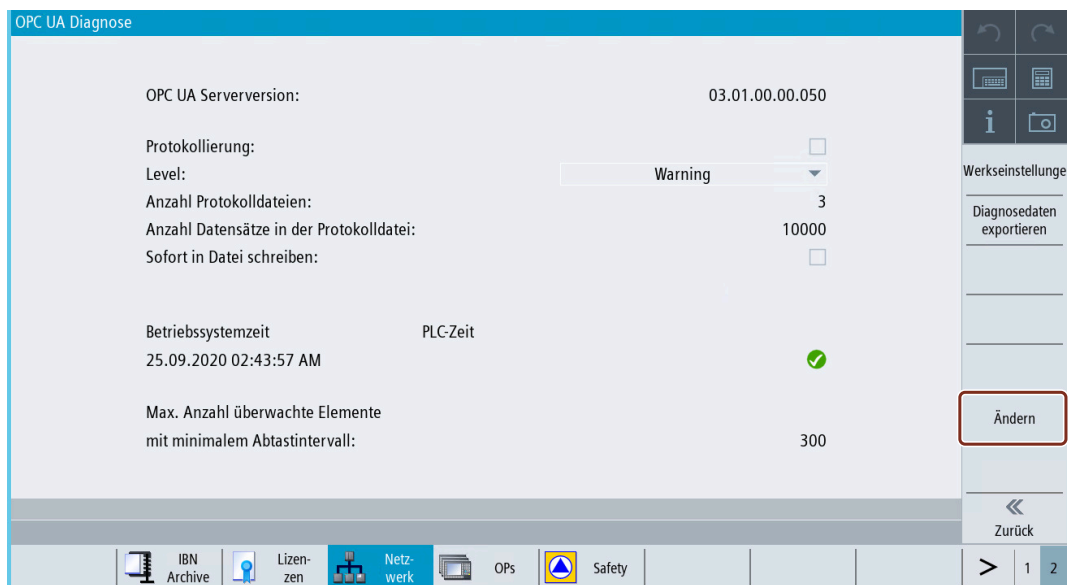 OPC UA Diagnose
OPC UA Serverversion: 03.01.00.00.050
Protokollierung:
Level: Warning
Anzahl Protokolldateien: 3
Anzahl Datensätze in der Protokolldatei: 10000
Sofort in Datei schreiben:
Betriebssystemzeit PLC-Zeit
25.09.2020 02:43:57 AM
Max. Anzahl überwachte Elemente
mit minimalem Abtastintervall: 300
i
Werkseinstellunge
Diagnosedaten
exportieren
Ändern
Zurück
IBN
Archive
Lizen-
zen
Netz-
werk
OPs
Safety
> 1 2